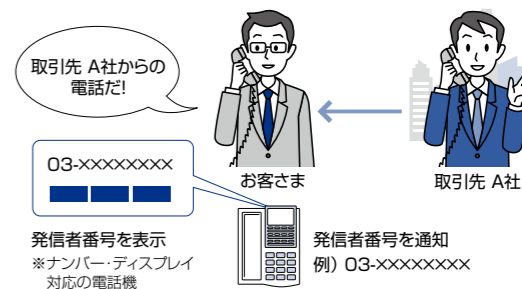 取引先 A社からの
電話だ!
お客さま
取引先 A社
03-××××××××
発信者番号を表示
※ナンバー・ディスプレイ
対応の電話機
発信者番号を通知
例) 03-××××××××